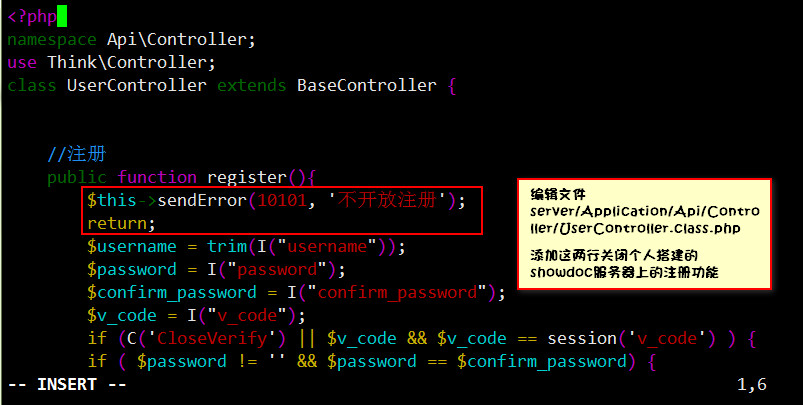 <?php
namespace Api\Controller;
use Think\Controller;
class UserController extends BaseController {
//注册
public function register(){
$this->sendError(10101, '不开放注册');
return;
$username = trim(I("username"));
$password = I("password");
$confirm_password = I("confirm_password");
$v_code = I("v_code");
if (C('CloseVerify') || $v_code && $v_code == session('v_code') ) {
if ( $password != '' && $password == $confirm_password) {
-- INSERT --
1,6
编辑文件
server/Application/Api/Contro
ller/UserController.class.php
添加这两行关闭个人搭建的
showdoc服务器上的注册功能